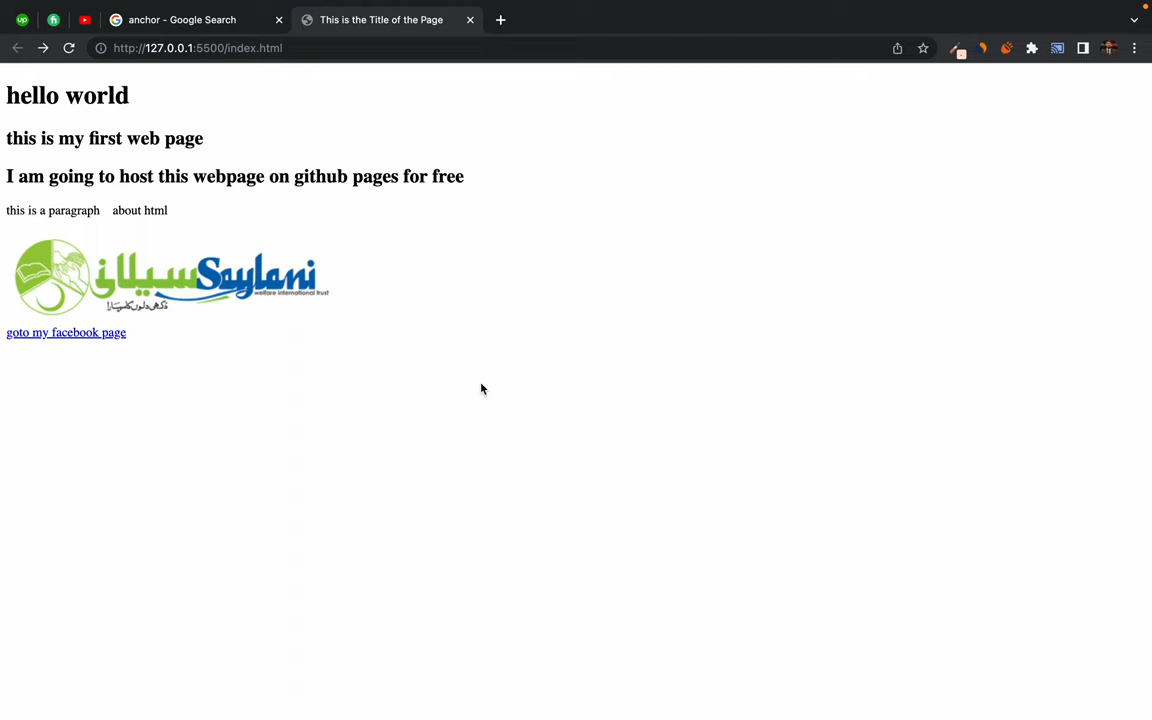 up
anchor - Google Search
This is the Title of the Page
http://127.0.0.1:5500/index.html
hello world
this is my first web page
I am going to host this webpage on github pages for free
this is a paragraph    about html
سیلانی Saylani
welfare international trust
goto my facebook page